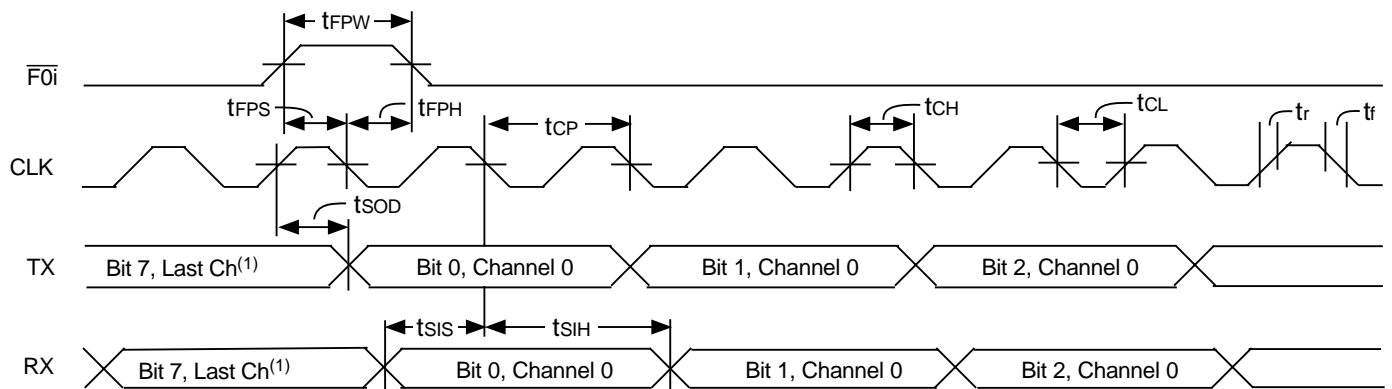 tFPW
F0i
tFPS
tFPH
tCP
tCH
tCL
tr
tf
CLK
tSOD
TX
Bit 7, Last Ch(1)
Bit 0, Channel 0
Bit 1, Channel 0
Bit 2, Channel 0
tSIS
tSIH
RX
Bit 7, Last Ch(1)
Bit 0, Channel 0
Bit 1, Channel 0
Bit 2, Channel 0